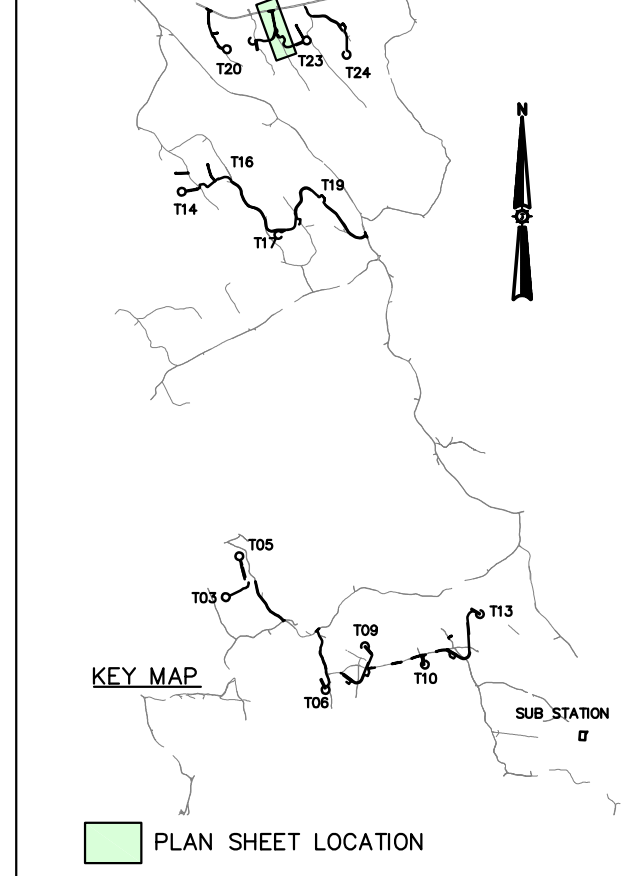 T20
T23
T24
N
T16
T19
T14
T17
T05
T03
T13
T09
KEY MAP
T10
T06
SUB STATION
PLAN SHEET LOCATION